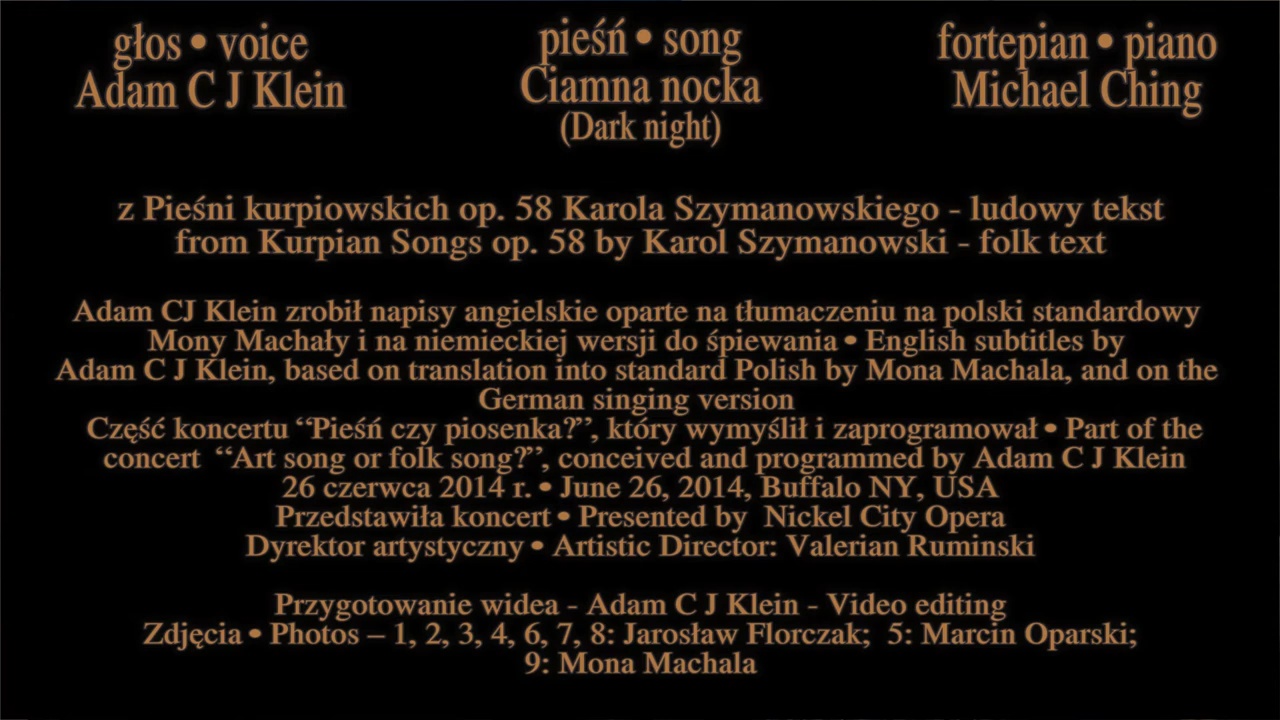 głos • voice
Adam C J Klein
pieśń • song
Ciamna nocka
(Dark night)
fortepian • piano
Michael Ching
z Pieśni kurpiowskich op. 58 Karola Szymanowskiego - ludowy tekst
from Kurpian Songs op. 58 by Karol Szymanowski - folk text
Adam CJ Klein zrobił napisy angielskie oparte na tłumaczeniu na polski standardowy
Mony Machały i na niemieckiej wersji do śpiewania • English subtitles by
Adam C J Klein, based on translation into standard Polish by Mona Machala, and on the
German singing version
Część koncertu “Pieśń czy piosenka?”, który wymyślił i zaprogramował • Part of the
concert “Art song or folk song?”, conceived and programmed by Adam C J Klein
26 czerwca 2014 r. • June 26, 2014, Buffalo NY, USA
Przedstawiła koncert • Presented by Nickel City Opera
Dyrektor artystyczny • Artistic Director: Valerian Ruminski
Przygotowanie widea - Adam C J Klein - Video editing
Zdjęcia • Photos – 1, 2, 3, 4, 6, 7, 8: Jarosław Florczak; 5: Marcin Oparski;
9: Mona Machala